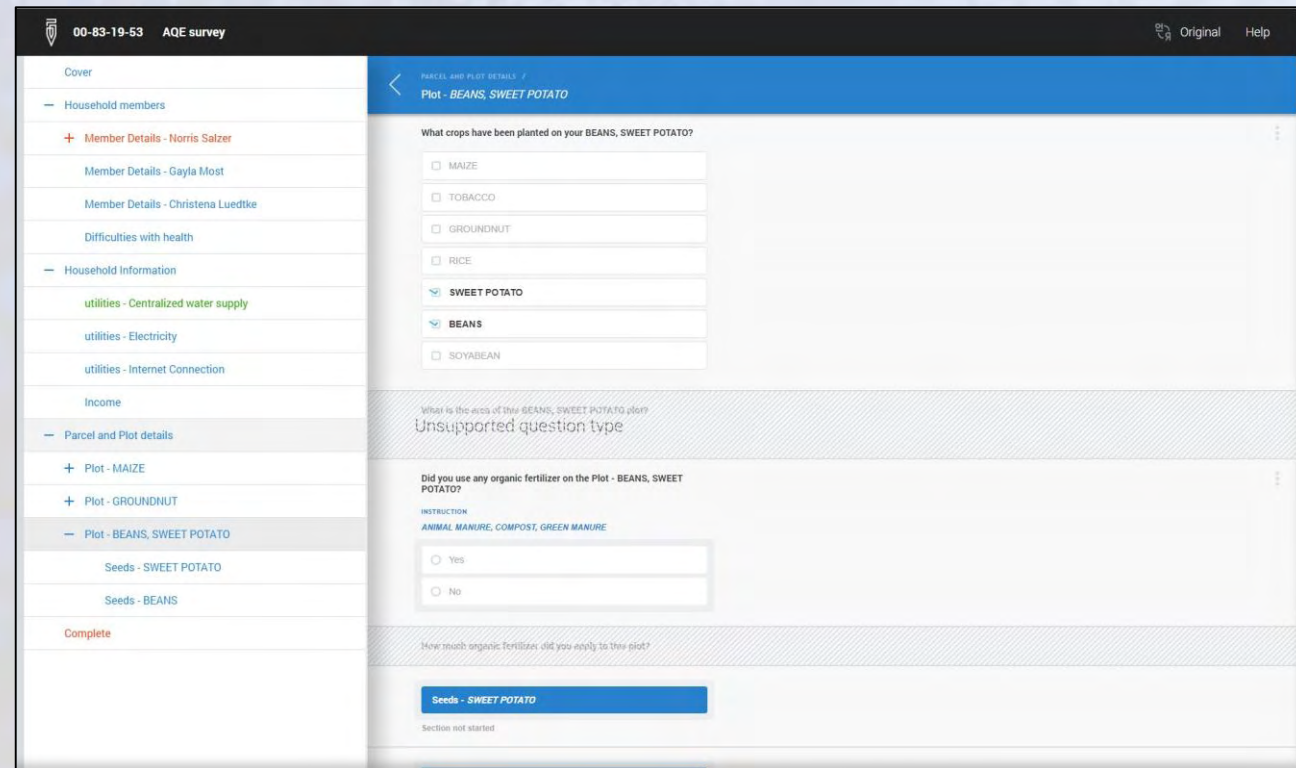 00-83-19-53 AQE survey
Original Help
Cover
Household members
Member Details - Norris Salzer
Member Details - Gayla Most
Member Details - Christena Luedtke
Difficulties with health
Household Information
utilities - Centralized water supply
utilities - Electricity
utilities - Internet Connection
Income
Parcel and Plot details
Plot - MAIZE
Plot - GROUNDNUT
Plot - BEANS, SWEET POTATO
Seeds - SWEET POTATO
Seeds - BEANS
Complete
PARCEL AND PLOT DETAILS /
Plot - BEANS, SWEET POTATO
What crops have been planted on your BEANS, SWEET POTATO?
MAIZE
TOBACCO
GROUNDNUT
RICE
SWEET POTATO
BEANS
SOYABEAN
What is the area of this BEANS, SWEET POTATO plot?
Unsupported question type
Did you use any organic fertilizer on the Plot - BEANS, SWEET
POTATO?
INSTRUCTION
ANIMAL MANURE, COMPOST, GREEN MANURE
Yes
No
How much organic fertilizer did you apply to this plot?
Seeds - SWEET POTATO
Section not started